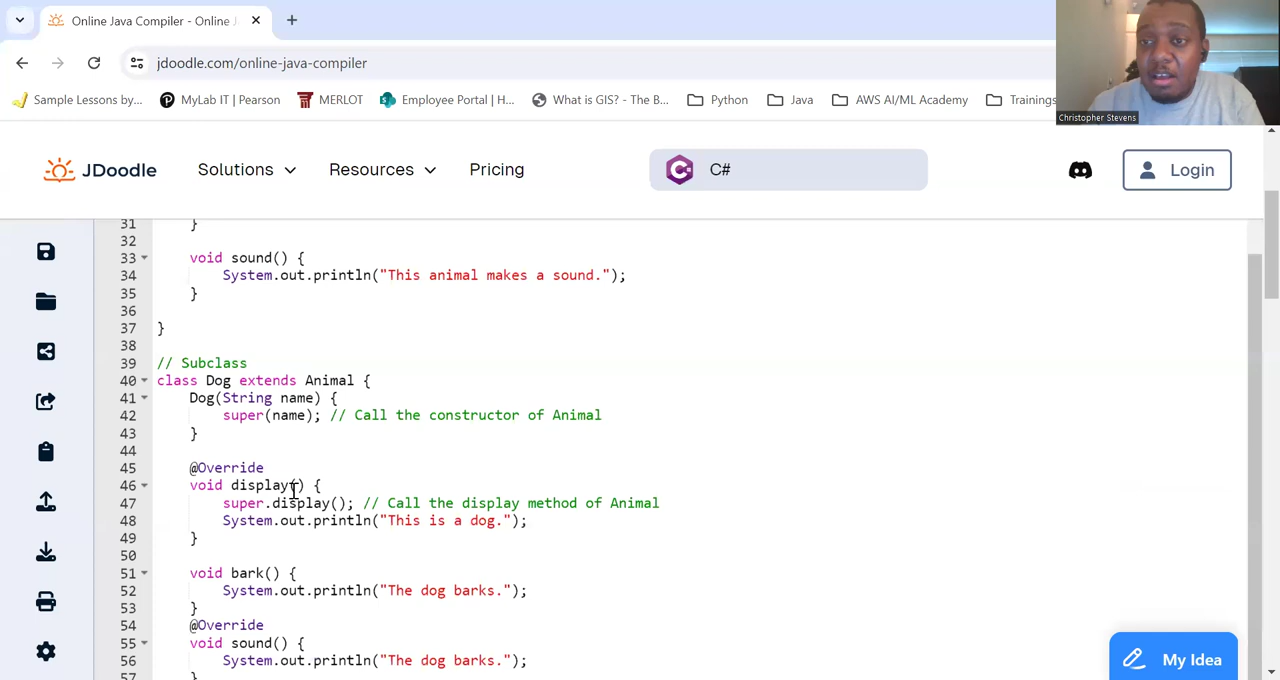 Online Java Compiler - Online J
jdoodle.com/online-java-compiler
Sample Lessons by... MyLab IT | Pearson MERLOT Employee Portal | H... What is GIS? - The B... Python Java AWS AI/ML Academy Trainings
Christopher Stevens
JDoodle Solutions Resources Pricing C# Login
31 }
32
33 void sound() {
34 System.out.println("This animal makes a sound.");
35 }
36
37 }
38
39 // Subclass
40 class Dog extends Animal {
41 Dog(String name) {
42 super(name); // Call the constructor of Animal
43 }
44
45 @Override
46 void display() {
47 super.display(); // Call the display method of Animal
48 System.out.println("This is a dog.");
49 }
50
51 void bark() {
52 System.out.println("The dog barks.");
53 }
54 @Override
55 void sound() {
56 System.out.println("The dog barks.");
57 }
My Idea